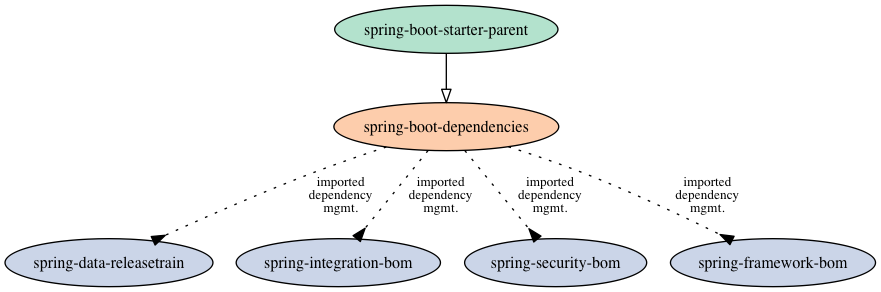 spring-boot-starter-parent
spring-boot-dependencies
imported
dependency
mgmt.
imported
dependency
mgmt.
imported
dependency
mgmt.
imported
dependency
mgmt.
spring-data-releasetrain
spring-integration-bom
spring-security-bom
spring-framework-bom